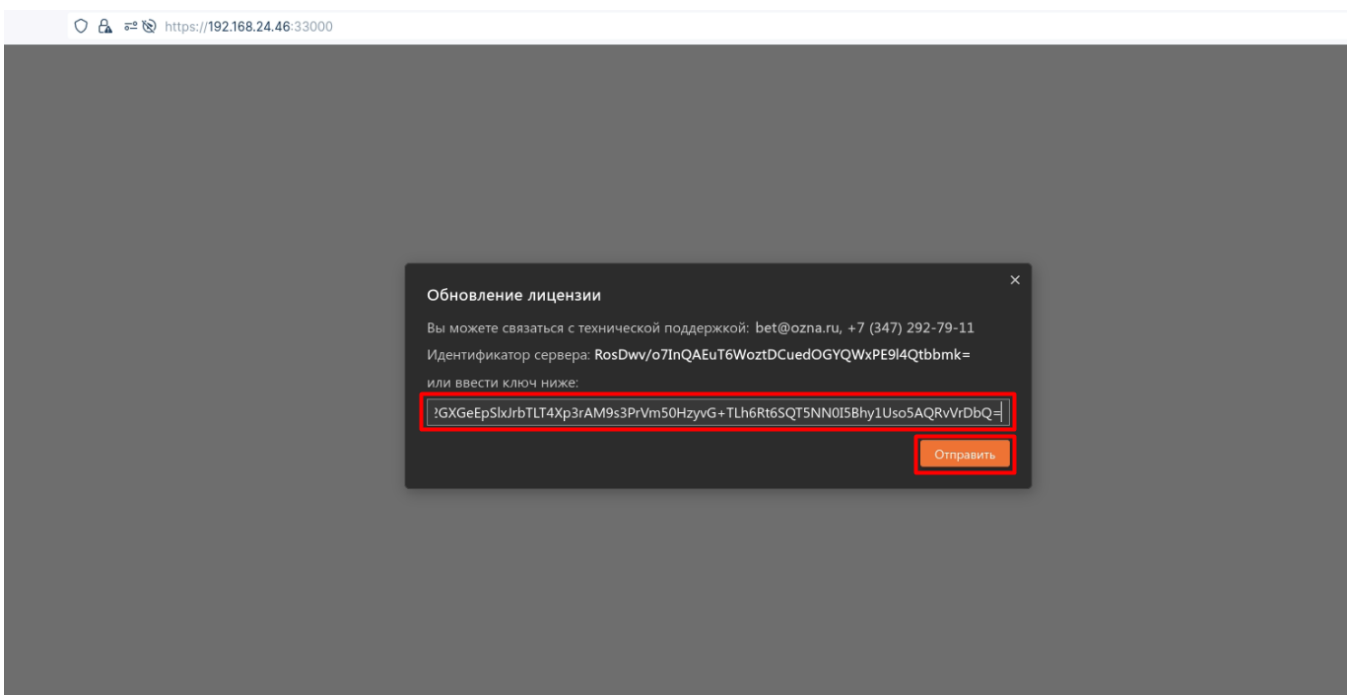 https://192.168.24.46:33000
Обновление лицензии
Вы можете связаться с технической поддержкой: bet@ozna.ru, +7 (347) 292-79-11
Идентификатор сервера: RosDwv/o7InQAEuT6WoztDCuedOGYQWxPE9l4Qtbbmk=
или ввести ключ ниже:
GXGeEpSlxJrbTLT4Xp3rAM9s3PrVm50HzyvG+TLh6Rt6SQT5NN0I5Bhy1Uso5AQRvVrDbQ=
Отправить